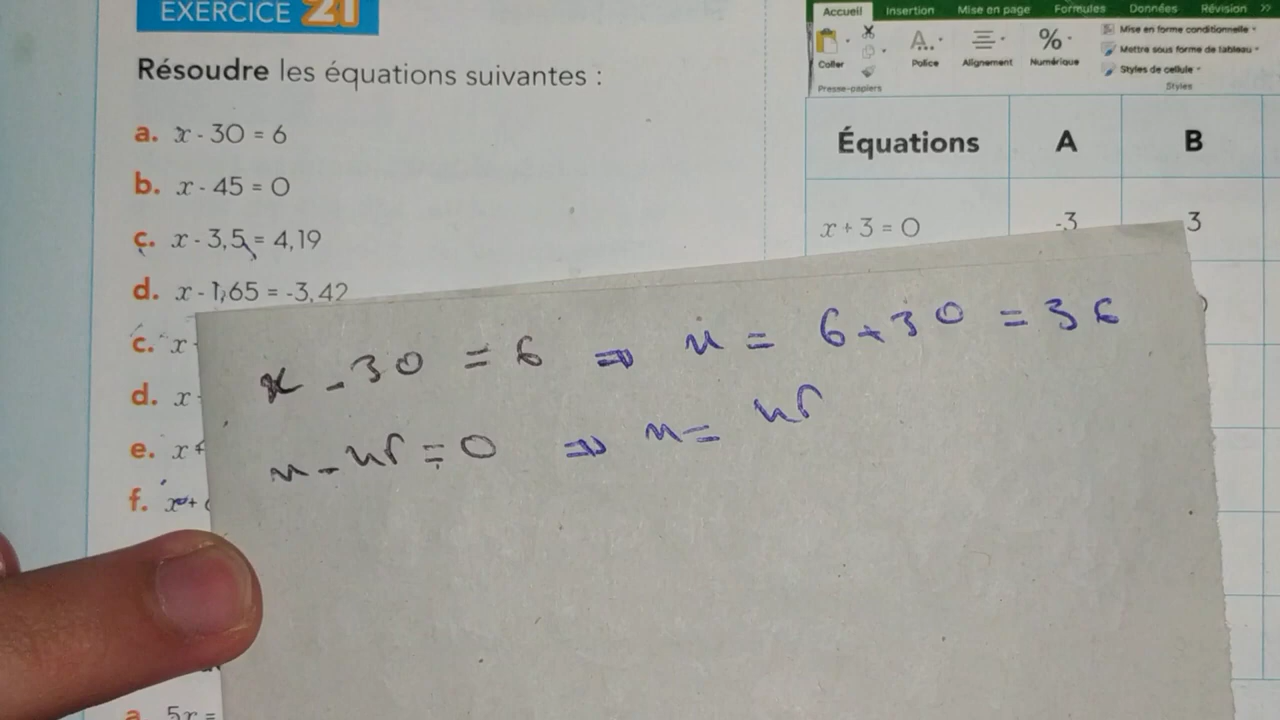 EXERCICE 21
Résoudre les équations suivantes :
a. x - 30 = 6
b. x - 45 = 0
c. x - 3,5 = 4,19
d. x - 1,65 = -3,42
c. x
d. x
e. x +
f. x +
a. 5x =
Accueil Insertion Mise en page Formules Données Révision >>
Coller Police Alignement Numérique
Mise en forme conditionnelle
Mettre sous forme de tableau
Styles de cellule
Presse-papiers Styles
Équations A B
x + 3 = 0 -3 3
x - 30 = 6 ⇒ x = 6 + 30 = 36
x - 45 = 0 ⇒ x = 45